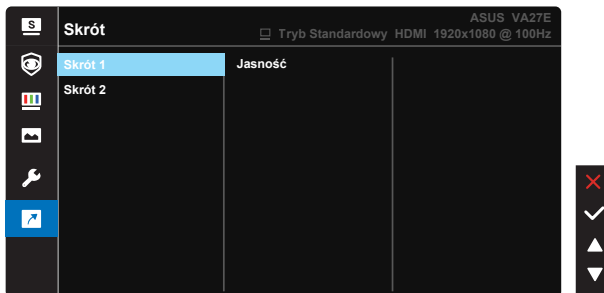 S
Skrót
ASUS VA27E
Tryb Standardowy HDMI 1920x1080 @ 100Hz
Skrót 1
Jasność
Skrót 2